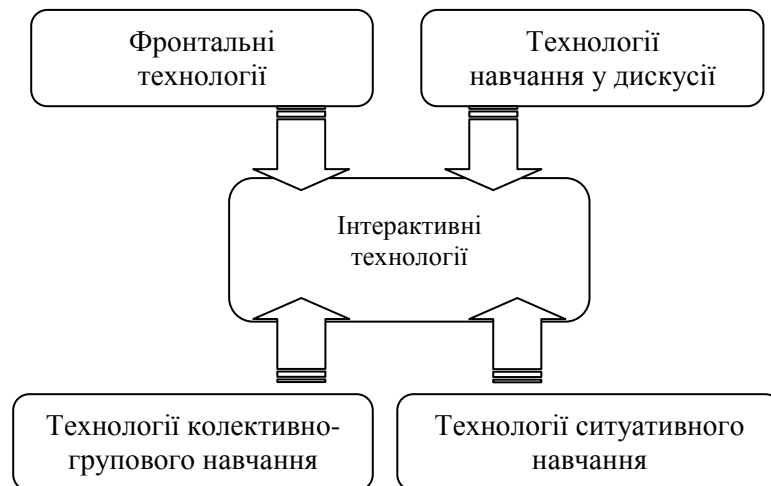 Фронтальні
технології
Технології
навчання у дискусії
Інтерактивні
технології
Технології колективно-
групового навчання
Технології ситуативного
навчання